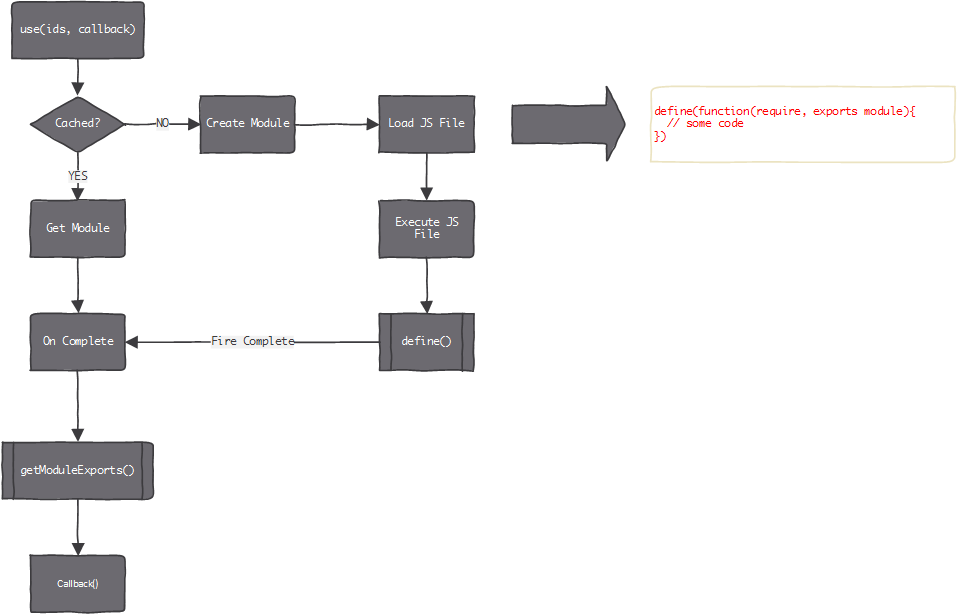 use(ids, callback)
Cached?
NO
Create Module
Load JS File
define(function(require, exports module){
// some code
})
YES
Get Module
Execute JS
File
On Complete
Fire Complete
define()
getModuleExports()
Callback()